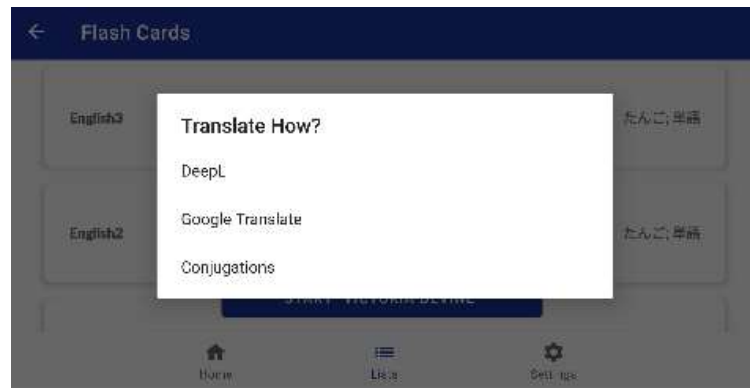 Flash Cards
English3
たんご; 単語
Translate How?
DeepL
Google Translate
English2
たんご; 単語
Conjugations
Home
Lists
Settings